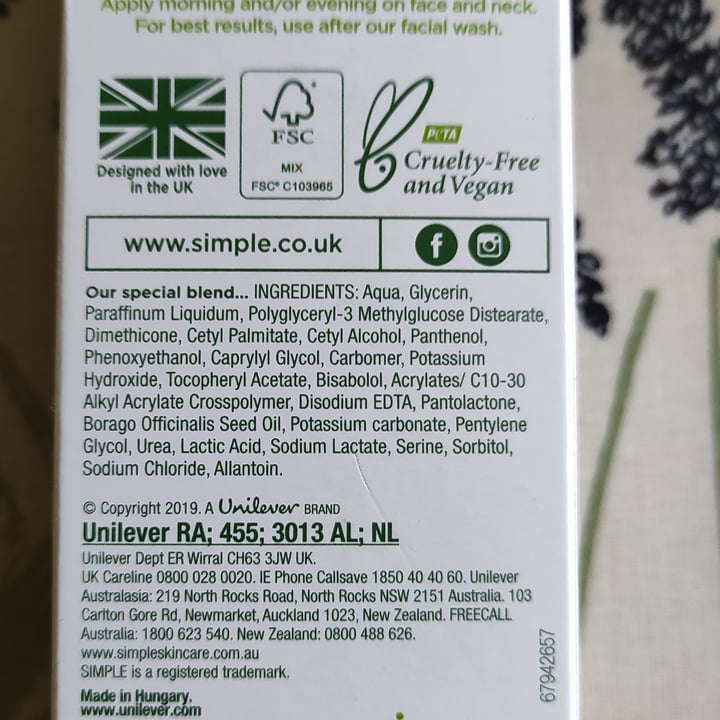 Apply morning and/or evening on face and neck.
For best results, use after our facial wash.
Designed with love
in the UK
FSC
MIX
FSC® C103965
PETA
Cruelty-Free
and Vegan
www.simple.co.uk
Our special blend... INGREDIENTS: Aqua, Glycerin,
Paraffinum Liquidum, Polyglyceryl-3 Methylglucose Distearate,
Dimethicone, Cetyl Palmitate, Cetyl Alcohol, Panthenol,
Phenoxyethanol, Caprylyl Glycol, Carbomer, Potassium
Hydroxide, Tocopheryl Acetate, Bisabolol, Acrylates/ C10-30
Alkyl Acrylate Crosspolymer, Disodium EDTA, Pantolactone,
Borago Officinalis Seed Oil, Potassium carbonate, Pentylene
Glycol, Urea, Lactic Acid, Sodium Lactate, Serine, Sorbitol,
Sodium Chloride, Allantoin.
© Copyright 2019. A Unilever BRAND
Unilever RA; 455; 3013 AL; NL
Unilever Dept ER Wirral CH63 3JW UK.
UK Careline 0800 028 0020. IE Phone Callsave 1850 40 40 60. Unilever
Australasia: 219 North Rocks Road, North Rocks NSW 2151 Australia. 103
Carlton Gore Rd, Newmarket, Auckland 1023, New Zealand. FREECALL
Australia: 1800 623 540. New Zealand: 0800 488 626.
www.simpleskincare.com.au
SIMPLE is a registered trademark.
Made in Hungary.
www.unilever.com
67942657